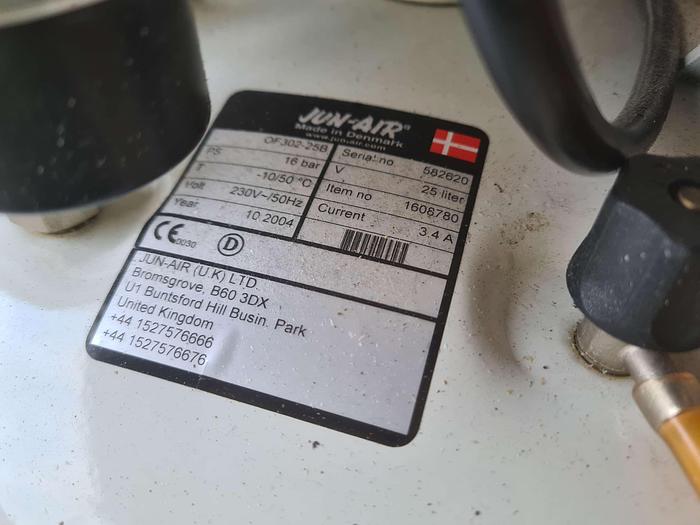 JUN-AIR®
Made in Denmark
www.jun-air.com
OF302-25B
PS 16 bar
T -10/50 °C
Volt 230V~/50Hz
Year 10.2004
Serial no 582620
V 25 liter
Item no 1608780
Current 3.4 A
CE 0030
D
JUN-AIR (U.K) LTD.
Bromsgrove, B60 3DX
U1 Buntsford Hill Busin. Park
United Kingdom
+44 1527576666
+44 1527576676